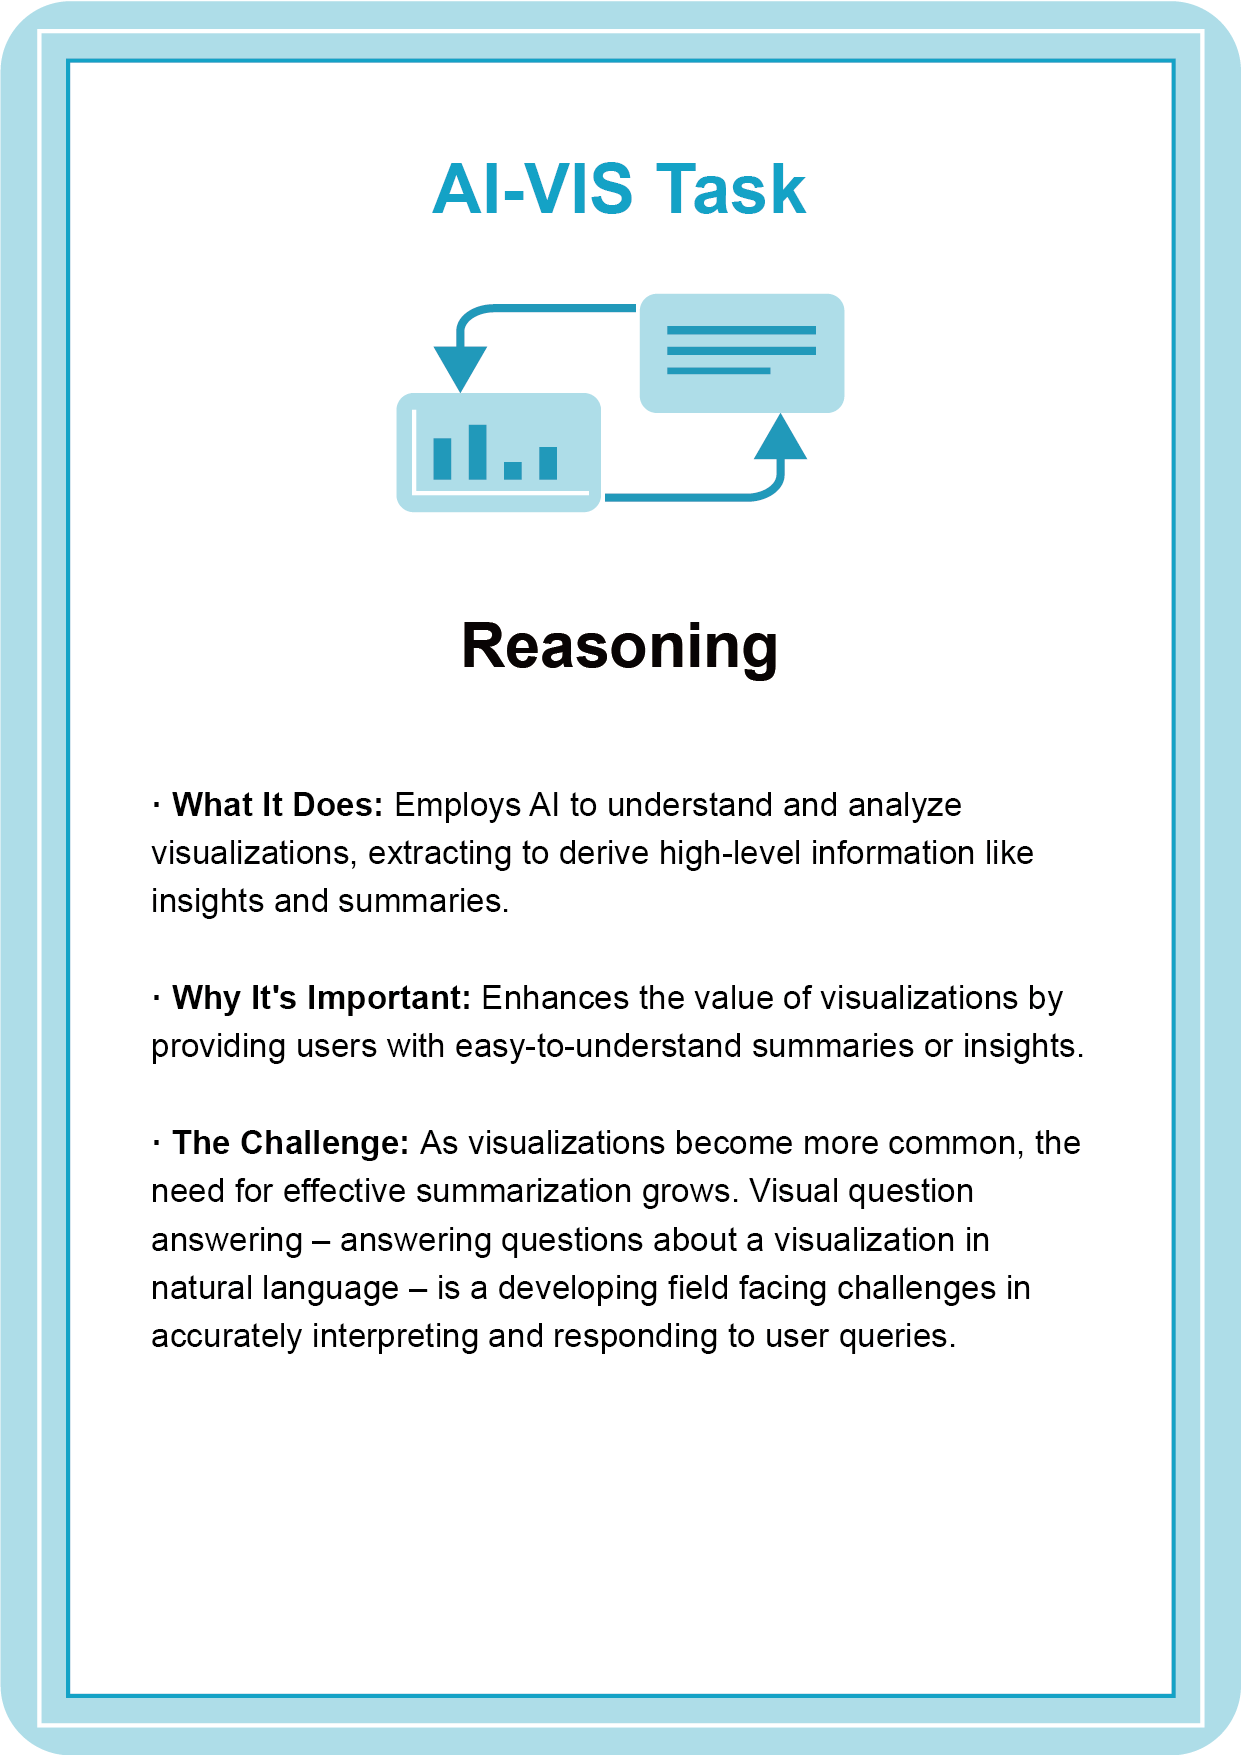 AI-VIS Task
Reasoning
· What It Does: Employs AI to understand and analyze
visualizations, extracting to derive high-level information like
insights and summaries.
· Why It's Important: Enhances the value of visualizations by
providing users with easy-to-understand summaries or insights.
· The Challenge: As visualizations become more common, the
need for effective summarization grows. Visual question
answering – answering questions about a visualization in
natural language – is a developing field facing challenges in
accurately interpreting and responding to user queries.